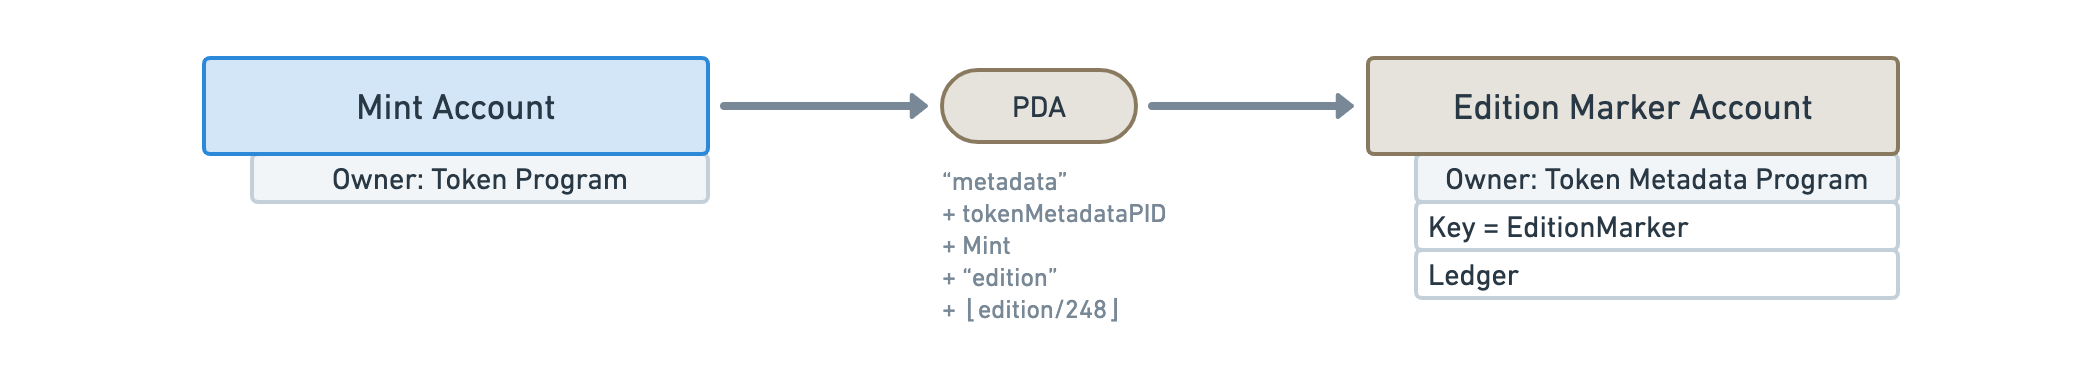 Mint Account
Owner: Token Program
PDA
“metadata”
+ tokenMetadataPID
+ Mint
+ “edition”
+ ⌊edition/248⌋
Edition Marker Account
Owner: Token Metadata Program
Key = EditionMarker
Ledger